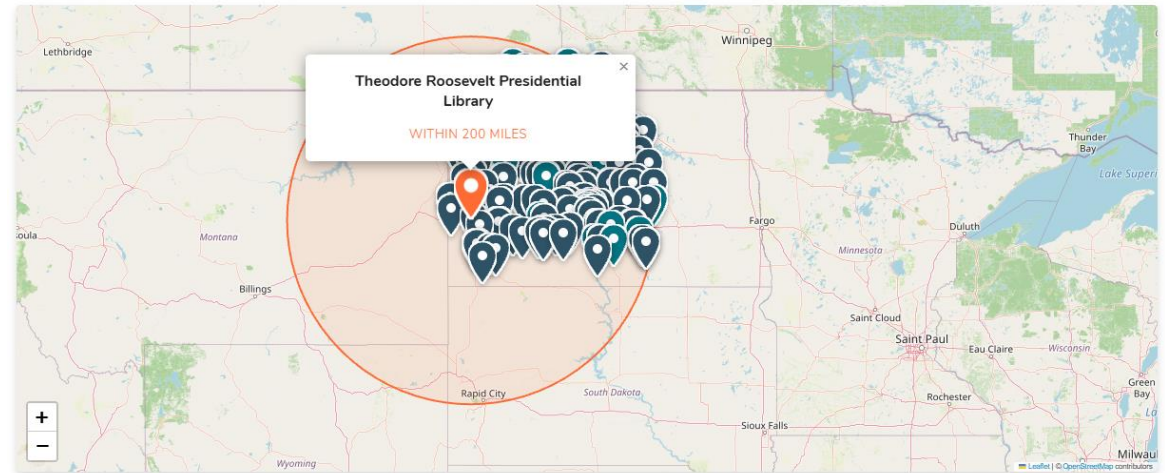 Lethbridge
Winnipeg
×
Theodore Roosevelt Presidential
Library
WITHIN 200 MILES
Thunder
Bay
Lake Superi
oula
Montana
Fargo
Duluth
Minnesota
Billings
Saint Cloud
Saint Paul
Eau Claire
Wisconsin
Rapid City
South Dakota
Rochester
Green
Bay
+
−
Sioux Falls
Wyoming
Milwau
Leaflet | © OpenStreetMap contributors